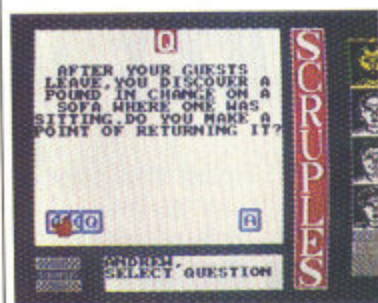 Q
AFTER YOUR GUESTS
LEAVE,YOU DISCOVER A
POUND IN CHANGE ON A
SOFA WHERE ONE WAS
SITTING.DO YOU MAKE A
POINT OF RETURNING IT?
Q
A
ANDREW,
SELECT QUESTION
SCRUPLES